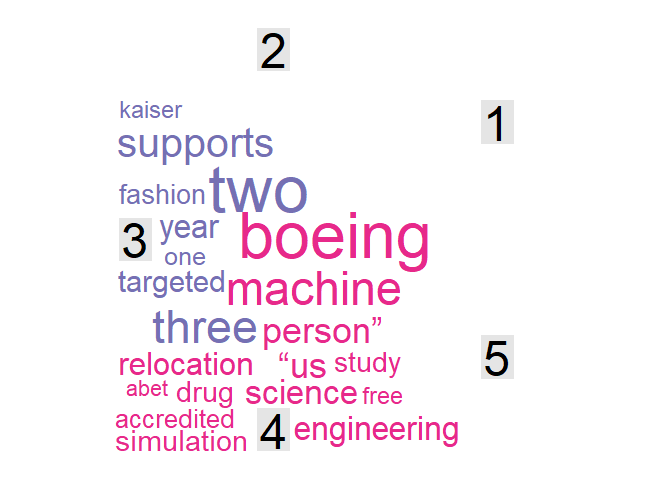 2
kaiser
1
supports
fashion two
3 year boeing
one
targeted machine
three person”
relocation “us study 5
abet drug science free
accredited 4 engineering
simulation